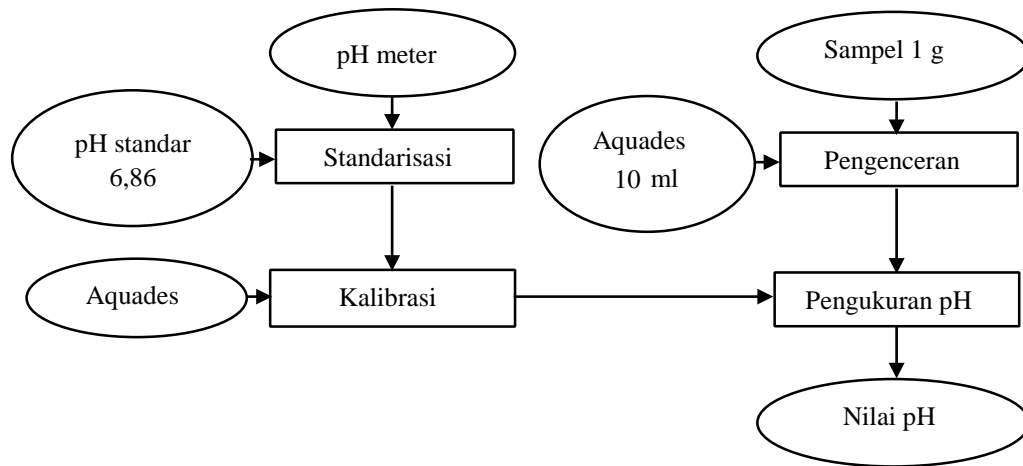 pH meter
Sampel 1 g
pH standar
6,86
Standarisasi
Aquades
10 ml
Pengenceran
Aquades
Kalibrasi
Pengukuran pH
Nilai pH